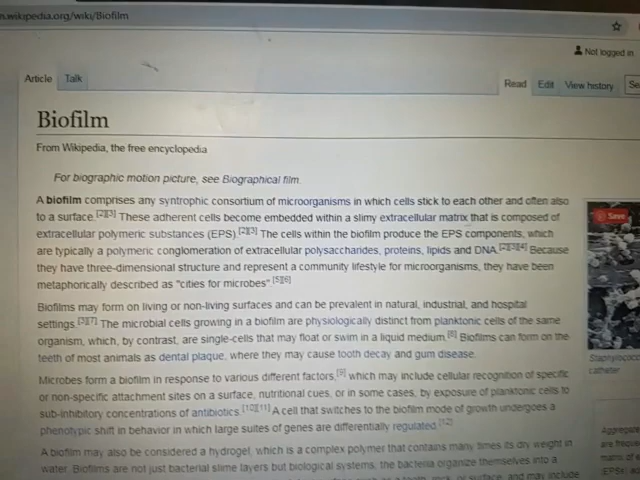 n.wikipedia.org/wiki/Biofilm
Not logged in
Article Talk Read Edit View history Se
Biofilm
From Wikipedia, the free encyclopedia
For biographic motion picture, see Biographical film.
A biofilm comprises any syntrophic consortium of microorganisms in which cells stick to each other and often also
to a surface.[2][3] These adherent cells become embedded within a slimy extracellular matrix that is composed of
extracellular polymeric substances (EPS).[2][3] The cells within the biofilm produce the EPS components, which
are typically a polymeric conglomeration of extracellular polysaccharides, proteins, lipids and DNA.[2][3][4] Because
they have three-dimensional structure and represent a community lifestyle for microorganisms, they have been
metaphorically described as "cities for microbes".[5][6]
Biofilms may form on living or non-living surfaces and can be prevalent in natural, industrial, and hospital
settings.[3][7] The microbial cells growing in a biofilm are physiologically distinct from planktonic cells of the same
organism, which, by contrast, are single-cells that may float or swim in a liquid medium.[8] Biofilms can form on the
teeth of most animals as dental plaque, where they may cause tooth decay and gum disease.
Microbes form a biofilm in response to various different factors,[9] which may include cellular recognition of specific
or non-specific attachment sites on a surface, nutritional cues, or in some cases, by exposure of planktonic cells to
sub-inhibitory concentrations of antibiotics.[10][11] A cell that switches to the biofilm mode of growth undergoes a
phenotypic shift in behavior in which large suites of genes are differentially regulated.[12]
A biofilm may also be considered a hydrogel, which is a complex polymer that contains many times its dry weight in
water. Biofilms are not just bacterial slime layers but biological systems; the bacteria organize themselves into a
Save
Staphylococc
catheter
Aggregate
are freque
matrix of e
(EPSs) ad